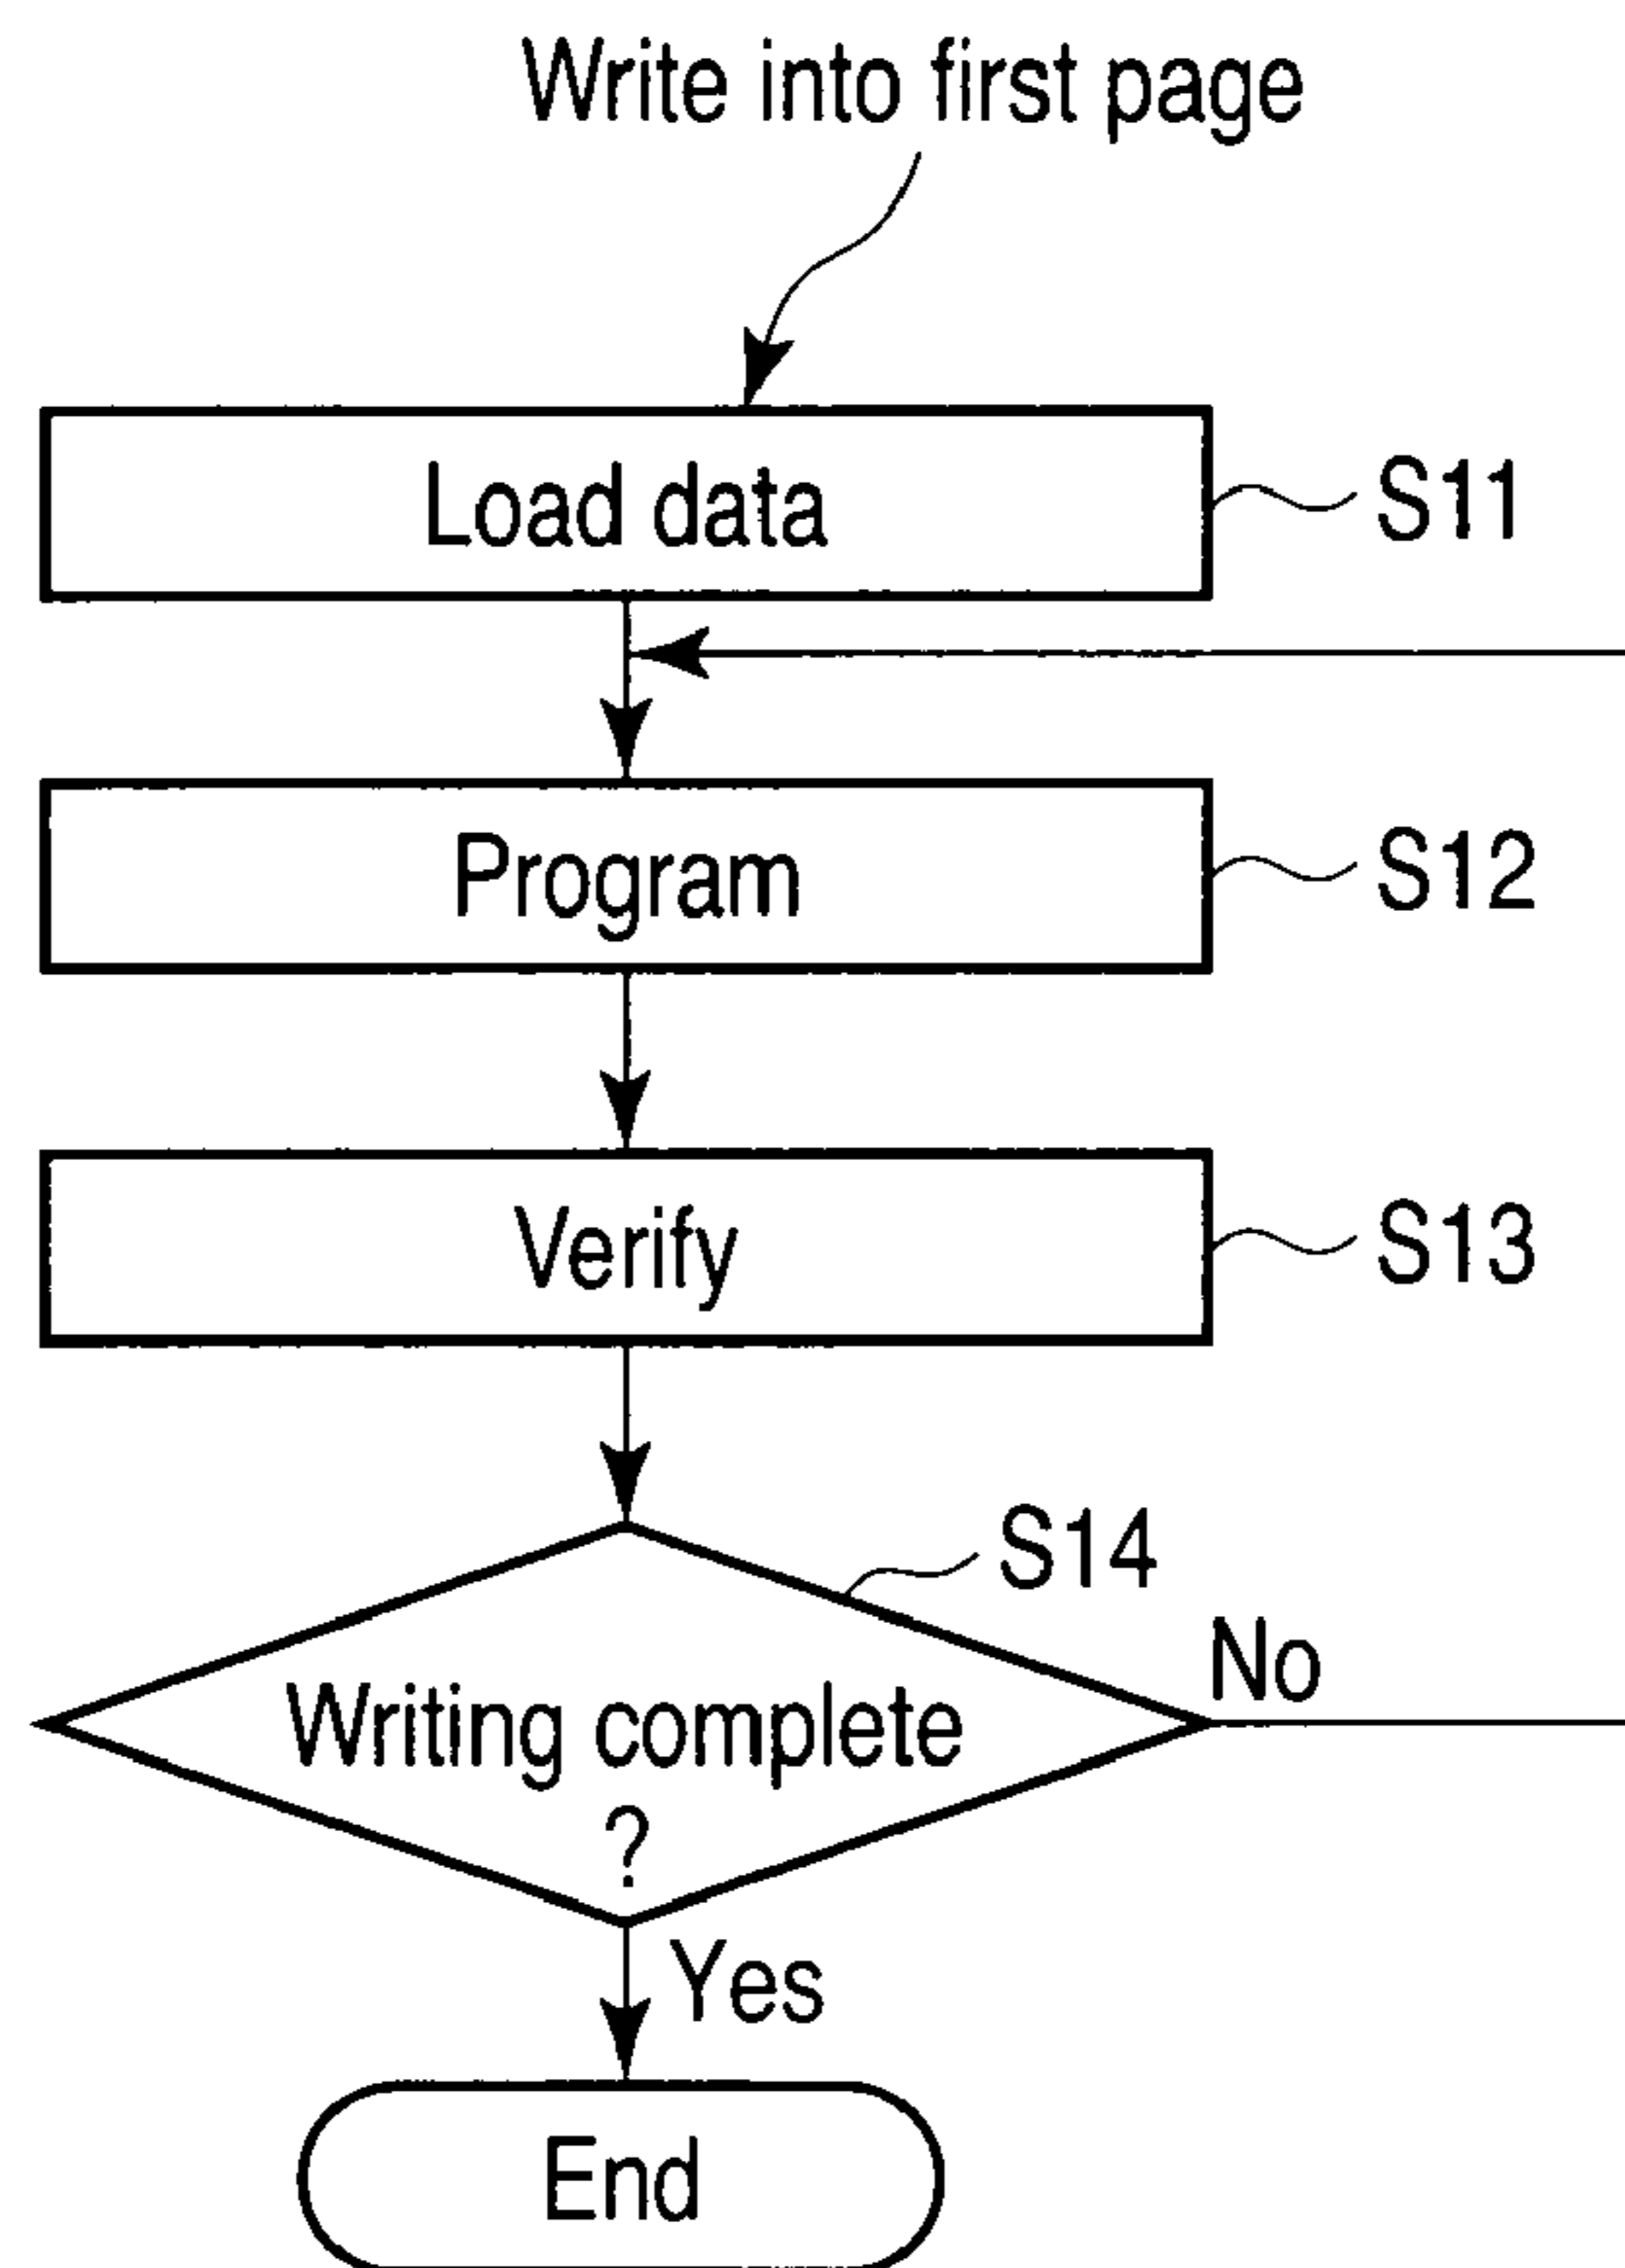 Write into first page
Load data
S11
Program
S12
Verify
S13
S14
No
Writing complete
?
Yes
End